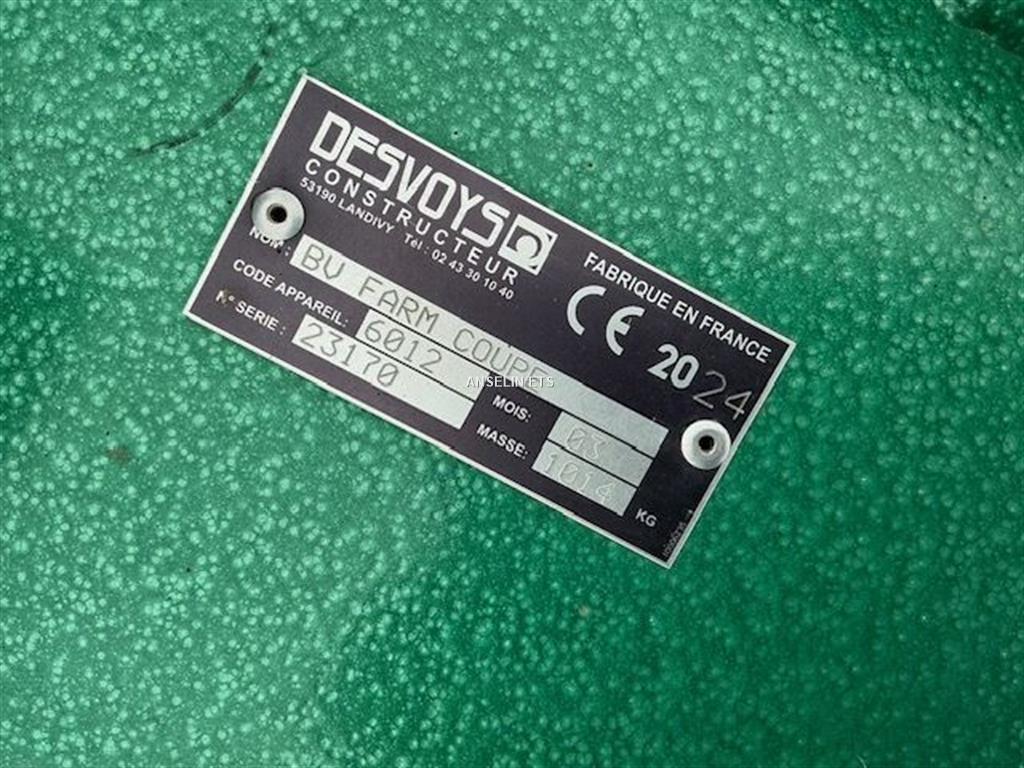 DESVOYS
CONSTRUCTEUR
53190 LANDIVY Tél : 02 43 30 10 40
FABRIQUE EN FRANCE
CE 2024
NOM : BV FARM COUPE
CODE APPAREIL: 6012
N° SERIE : 23170
MOIS: 03
MASSE: 1014 KG
ANSELIN ETS